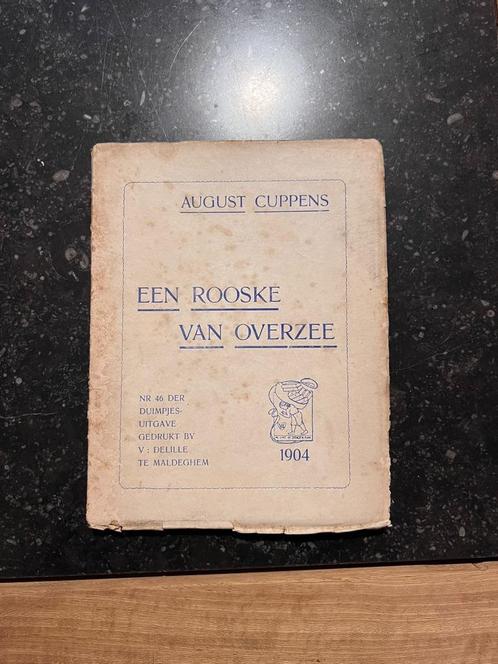 AUGUST CUPPENS
EEN ROOSKE
VAN OVERZEE
NR 46 DER
DUIMPJES-
UITGAVE
GEDRUKT BY
V : DELILLE
TE MALDEGHEM
1904